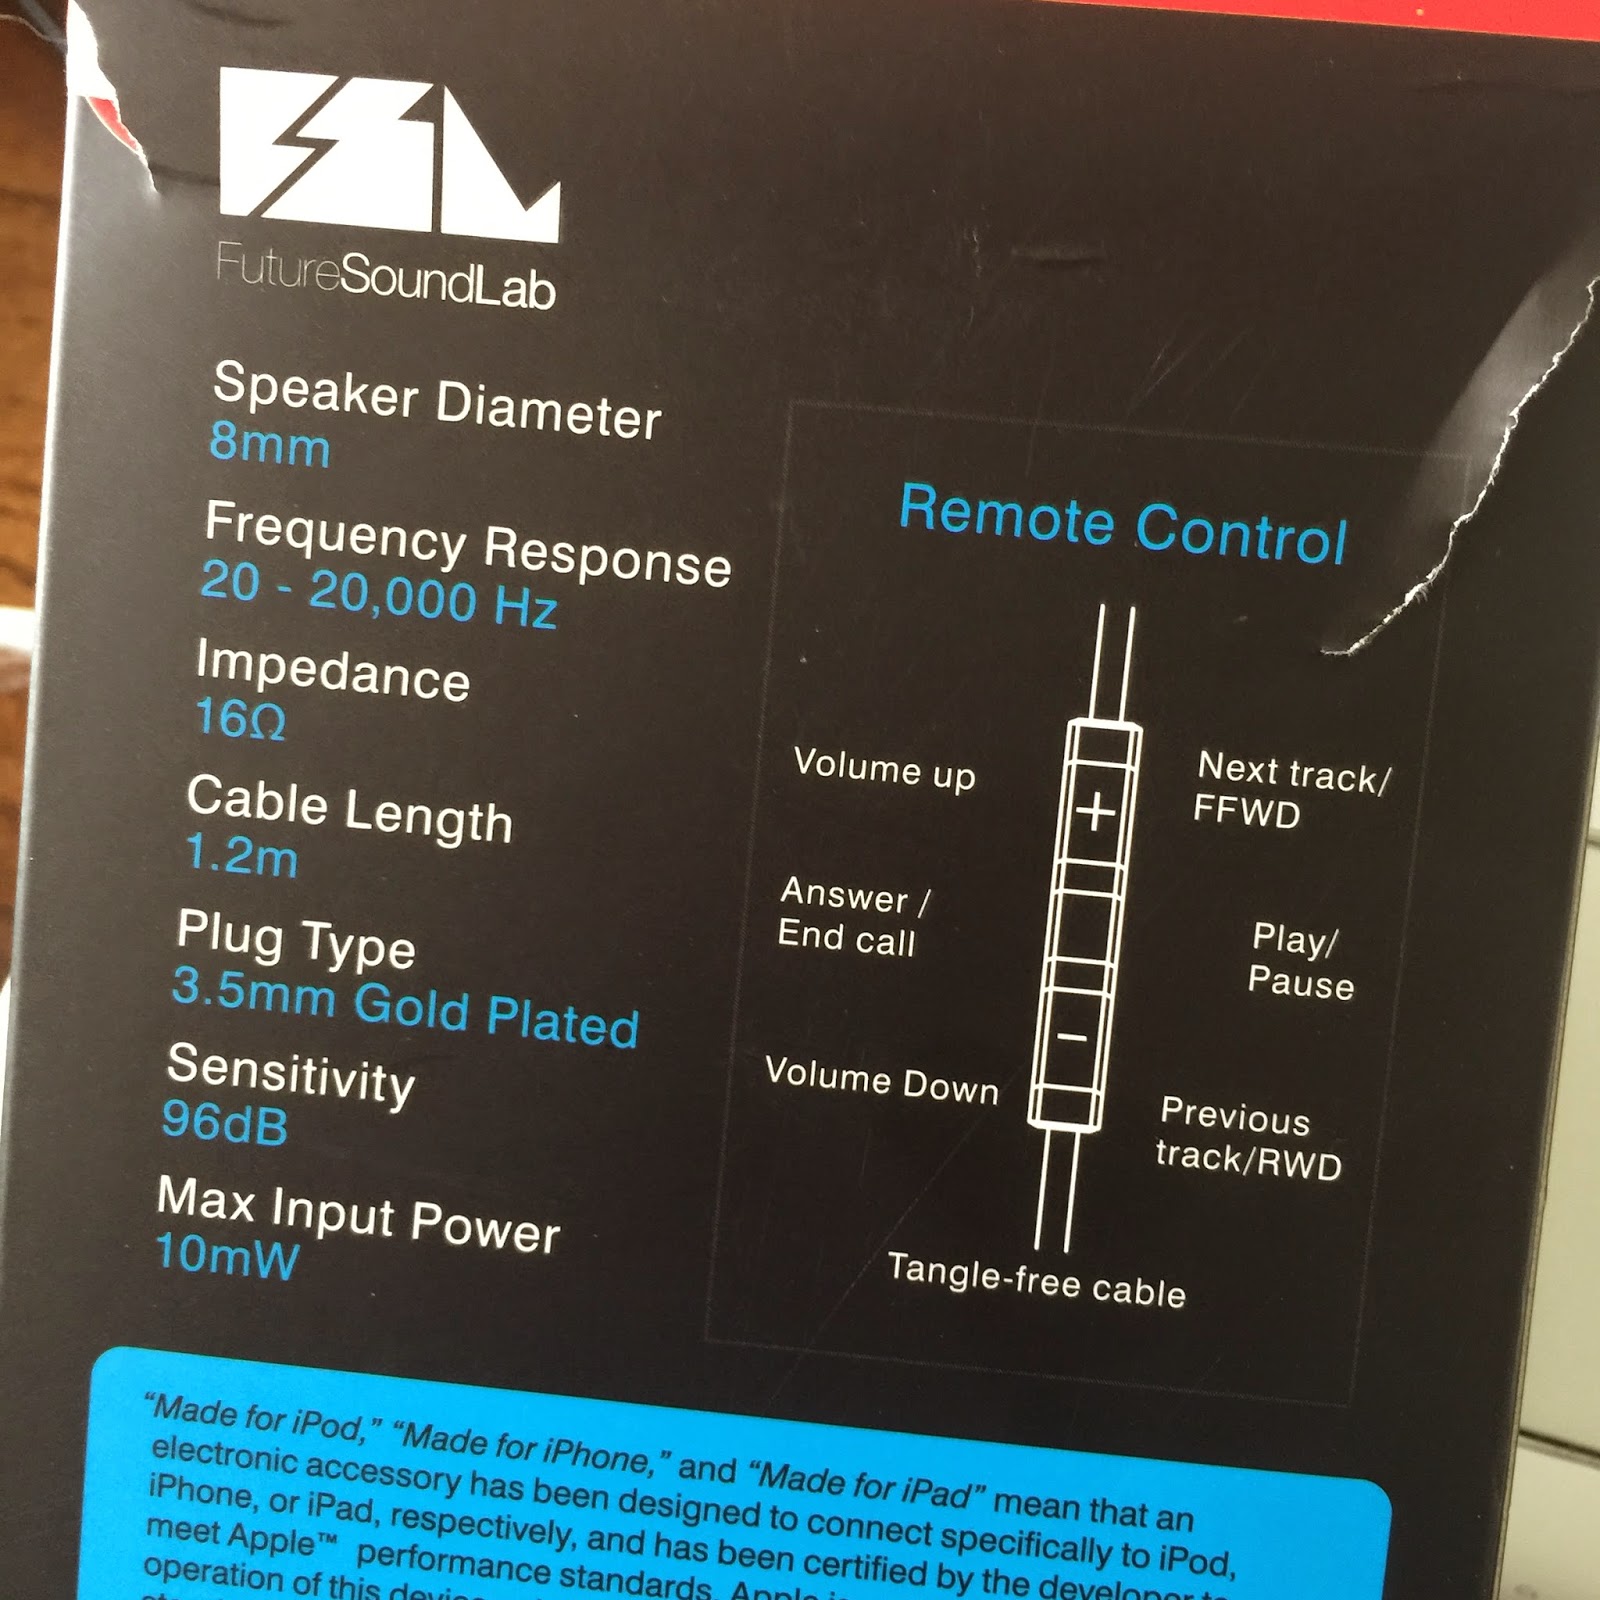 FutureSoundLab
Speaker Diameter
8mm
Frequency Response
20 - 20,000 Hz
Impedance
16Ω
Cable Length
1.2m
Plug Type
3.5mm Gold Plated
Sensitivity
96dB
Max Input Power
10mW
Remote Control
Volume up
Next track/
FFWD
+
Answer /
End call
Play/
Pause
−
Volume Down
Previous
track/RWD
Tangle-free cable
“Made for iPod,” “Made for iPhone,” and “Made for iPad” mean that an
electronic accessory has been designed to connect specifically to iPod,
iPhone, or iPad, respectively, and has been certified by the developer to
meet Apple™ performance standards. Apple
operation of this